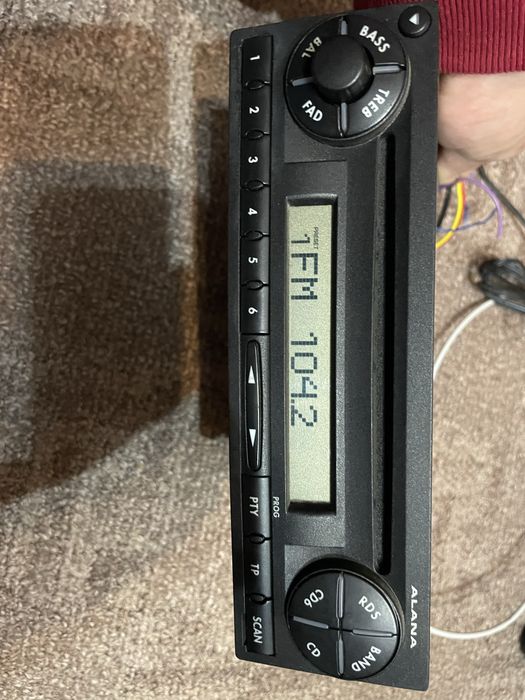 ALANA
BASS
TREB
BAL
FAD
PRESET
1FM 104.2
RDS
BAND
CD6
CD
PROG
1 2 3 4 5 6 PTY TP SCAN